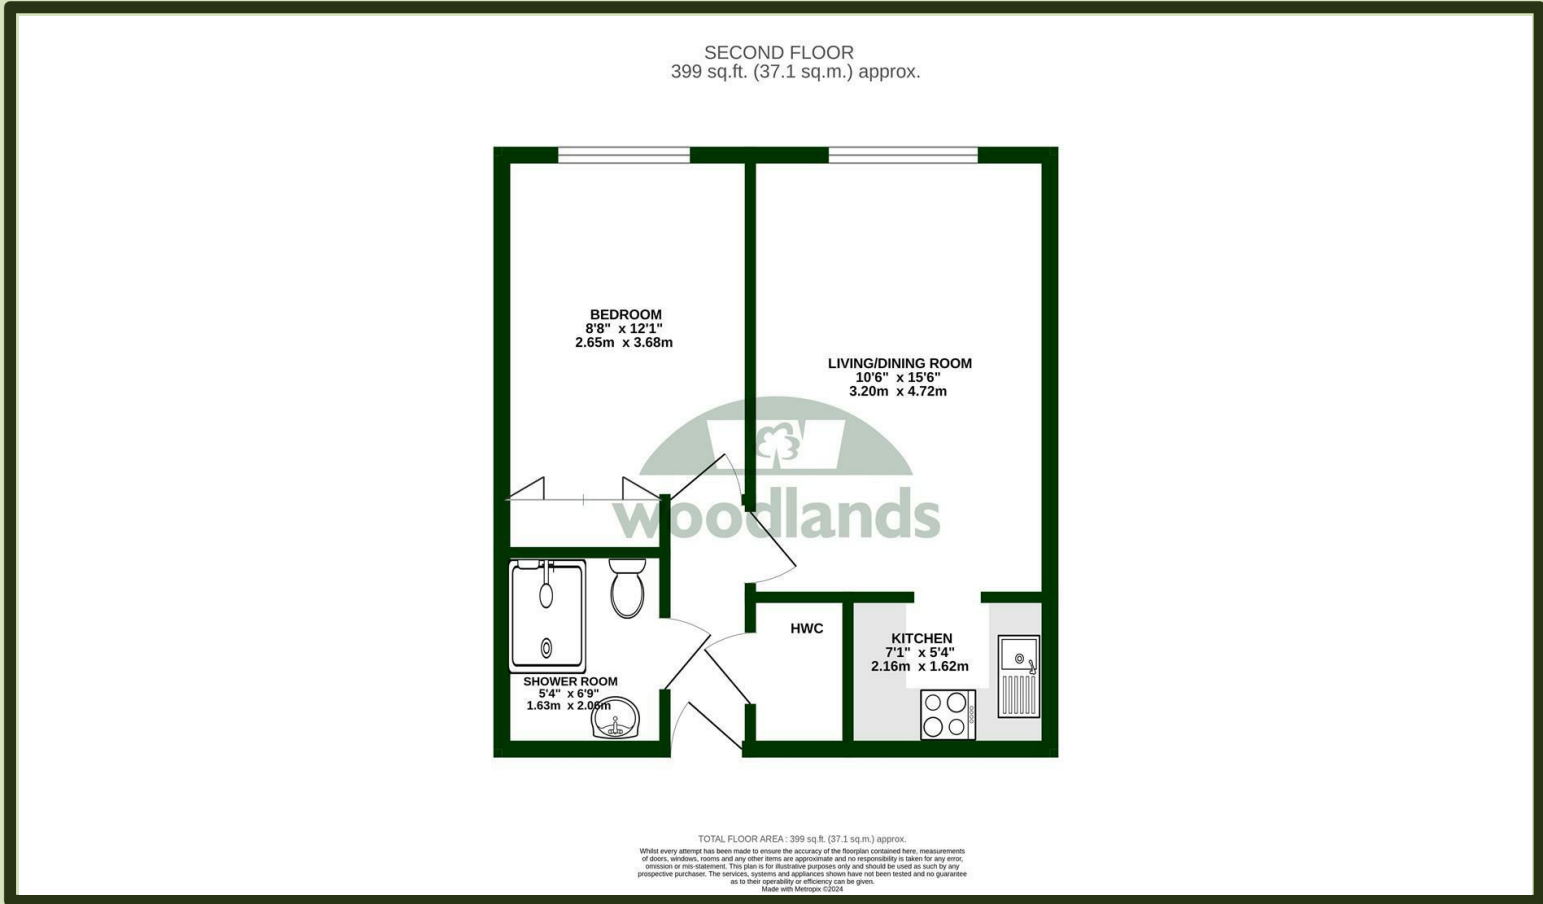 SECOND FLOOR
399 sq.ft. (37.1 sq.m.) approx.
BEDROOM
8'8" x 12'1"
2.65m x 3.68m
LIVING/DINING ROOM
10'6" x 15'6"
3.20m x 4.72m
woodlands
HWC
KITCHEN
7'1" x 5'4"
2.16m x 1.62m
SHOWER ROOM
5'4" x 6'9"
1.63m x 2.06m
TOTAL FLOOR AREA : 399 sq.ft. (37.1 sq.m.) approx.
Whilst every attempt has been made to ensure the accuracy of the floorplan contained here, measurements
of doors, windows, rooms and any other items are approximate and no responsibility is taken for any error,
omission or mis-statement. This plan is for illustrative purposes only and should be used as such by any
prospective purchaser. The services, systems and appliances shown have not been tested and no guarantee
as to their operability or efficiency can be given.
Made with Metropix ©2024